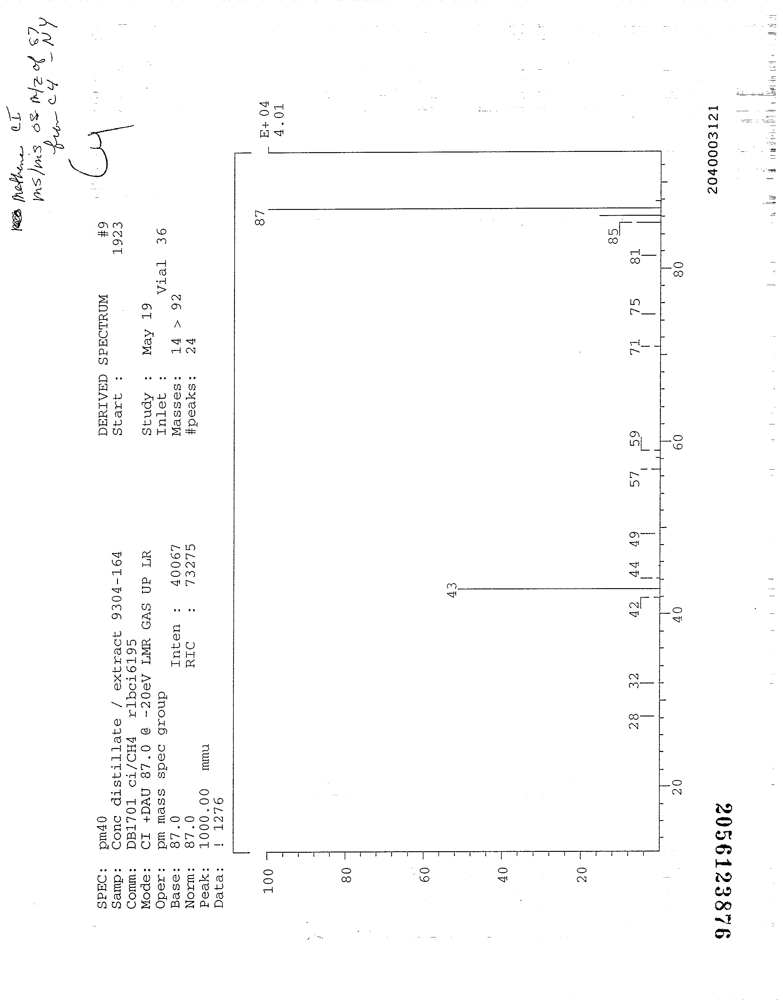 methane CI
ms/ms of m/z of 87
from C4 - NY
C4
SPEC: pm40 DERIVED SPECTRUM #9
Samp: Conc distillate / extract 9304-164 Start : 1923
Comm: DB1701 ci/CH4 rlbci6195
Mode: CI +DAU 87.0 @ -20eV LMR GAS UP LR Study : May 19
Oper: pm mass spec group Inlet : Vial 36
Base: 87.0 Inten : 40067 Masses: 14 > 92
Norm: 87.0 RIC : 73275 #peaks: 24
Peak: 1000.00 mmu
Data: ! 1276
E+ 04
4.01
100
80
60
40
20
28
32
42
43
44
49
57
59
71
75
81
85
87
20
40
60
80
2040003121
2056123876